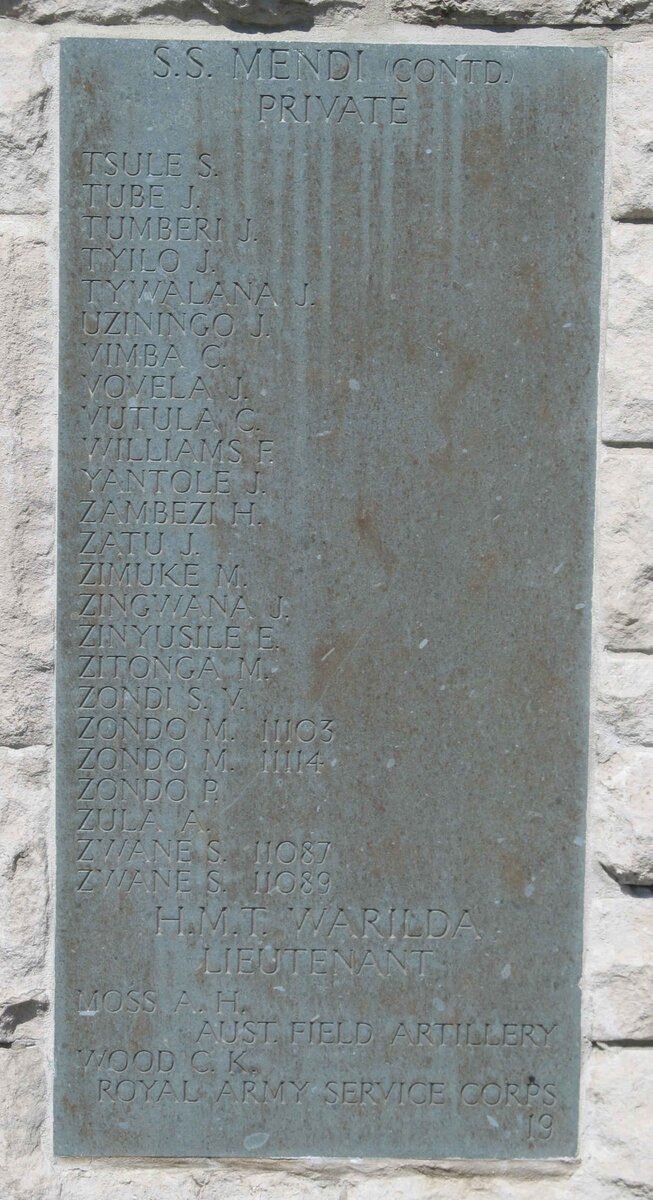 S.S. MENDI (CONTD.)
PRIVATE
TSULE S.
TUBE J.
TUMBERI J.
TYILO J.
TYWALANA J.
UZININGO J.
VIMBA C.
VOVELA J.
VUTULA C.
WILLIAMS F.
YANTOLE J.
ZAMBEZI H.
ZATU J.
ZIMUKE M.
ZINGWANA J.
ZINYUSILE E.
ZITONGA M.
ZONDI S. V.
ZONDO M. 11103
ZONDO M. 11114
ZONDO P.
ZULA A.
ZWANE S. 11087
ZWANE S. 11089
H.M.T. WARILDA
LIEUTENANT
MOSS A. H.
AUST. FIELD ARTILLERY
WOOD C. K.
ROYAL ARMY SERVICE CORPS
19